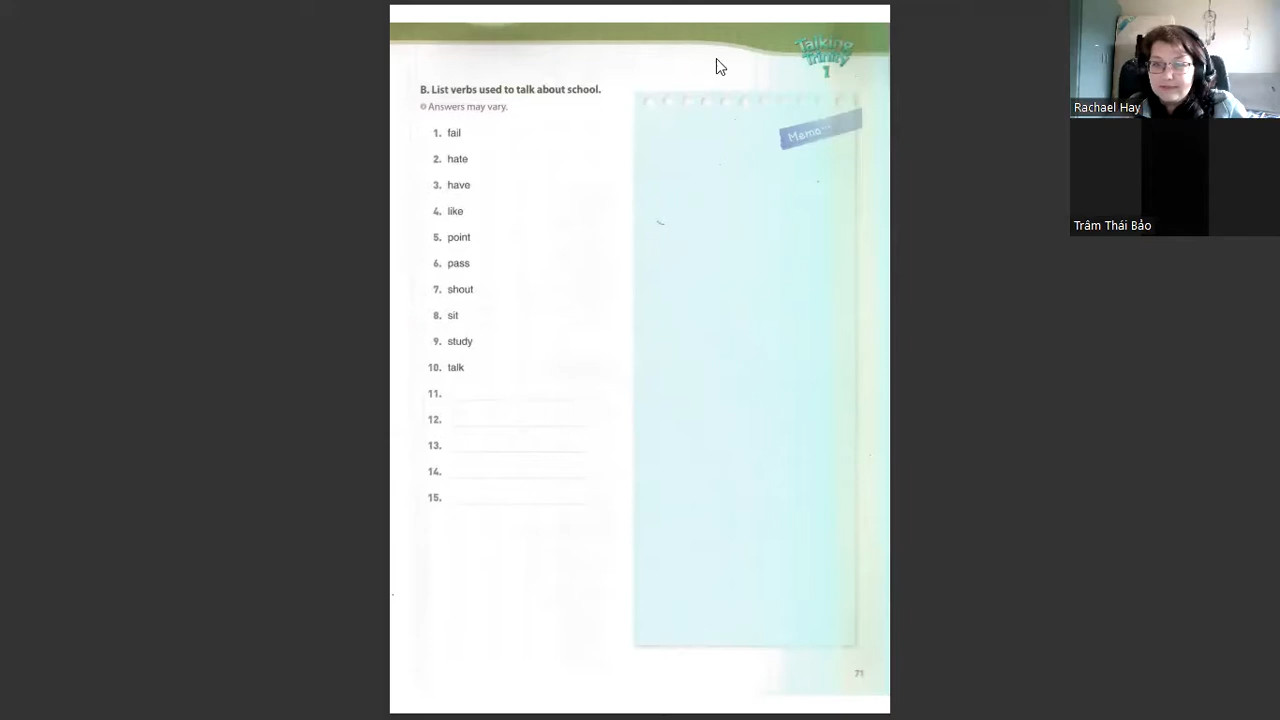 Talking
Trinity
1
B. List verbs used to talk about school.
Answers may vary.
1. fail
2. hate
3. have
4. like
5. point
6. pass
7. shout
8. sit
9. study
10. talk
11.
12.
13.
14.
15.
Memo
71
Rachael Hay
Trâm Thái Bảo